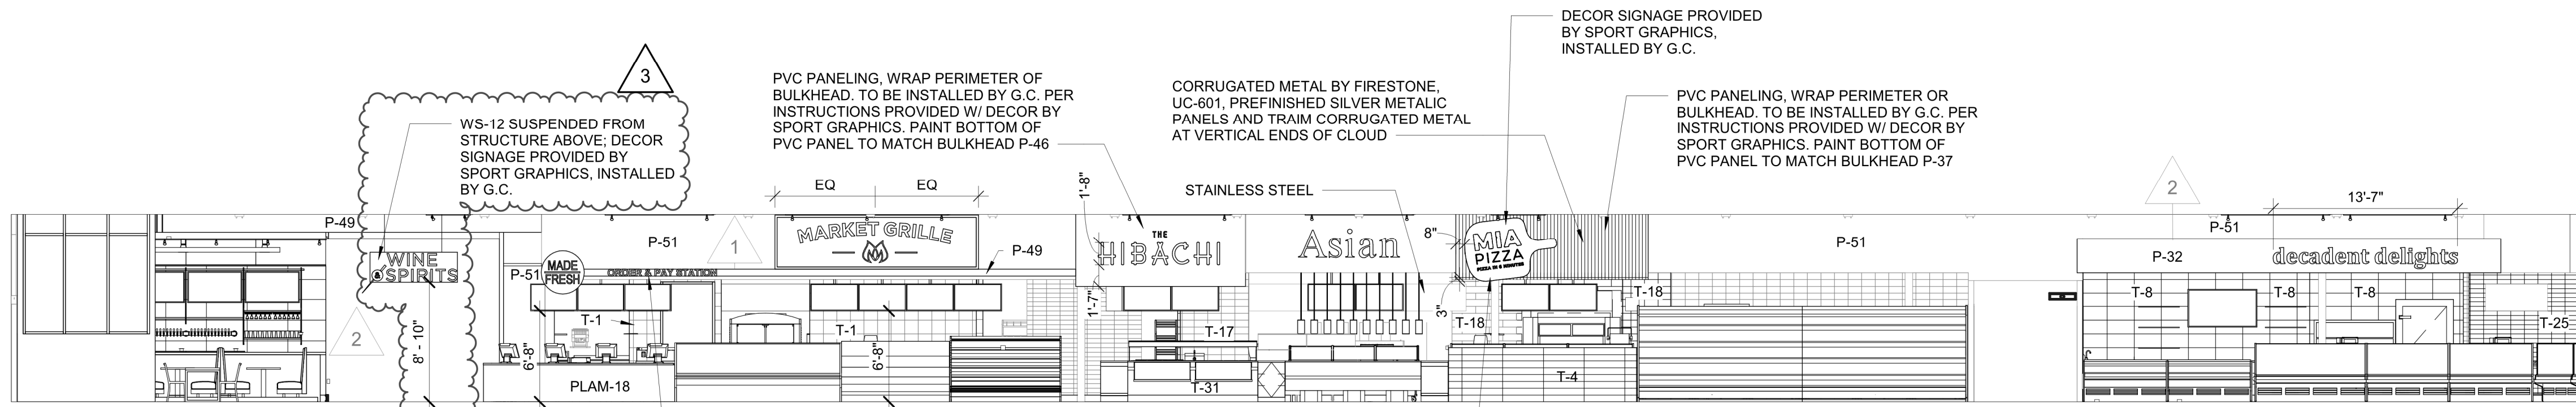 DECOR SIGNAGE PROVIDED
BY SPORT GRAPHICS,
INSTALLED BY G.C.
3
WS-12 SUSPENDED FROM
STRUCTURE ABOVE; DECOR
SIGNAGE PROVIDED BY
SPORT GRAPHICS, INSTALLED
BY G.C.
PVC PANELING, WRAP PERIMETER OF
BULKHEAD. TO BE INSTALLED BY G.C. PER
INSTRUCTIONS PROVIDED W/ DECOR BY
SPORT GRAPHICS. PAINT BOTTOM OF
PVC PANEL TO MATCH BULKHEAD P-46
CORRUGATED METAL BY FIRESTONE,
UC-601, PREFINISHED SILVER METALIC
PANELS AND TRAIM CORRUGATED METAL
AT VERTICAL ENDS OF CLOUD
PVC PANELING, WRAP PERIMETER OR
BULKHEAD. TO BE INSTALLED BY G.C. PER
INSTRUCTIONS PROVIDED W/ DECOR BY
SPORT GRAPHICS. PAINT BOTTOM OF
PVC PANEL TO MATCH BULKHEAD P-37
STAINLESS STEEL
EQ
EQ
1'-8"
2
13'-7"
P-49
P-51
1
MARKET GRILLE
M
P-49
THE
HIBACHI
Asian
8"
MIA
PIZZA
PIZZA IN 5 MINUTES
P-51
P-51
P-32
decadent delights
WINE
& SPIRITS
P-51
MADE
FRESH
ORDER & PAY STATION
11'-7"
3"
T-18
T-18
T-8
T-8
T-8
T-25
2
8' - 10"
6'-8"
T-1
T-1
6'-8"
T-17
T-31
T-4
PLAM-18